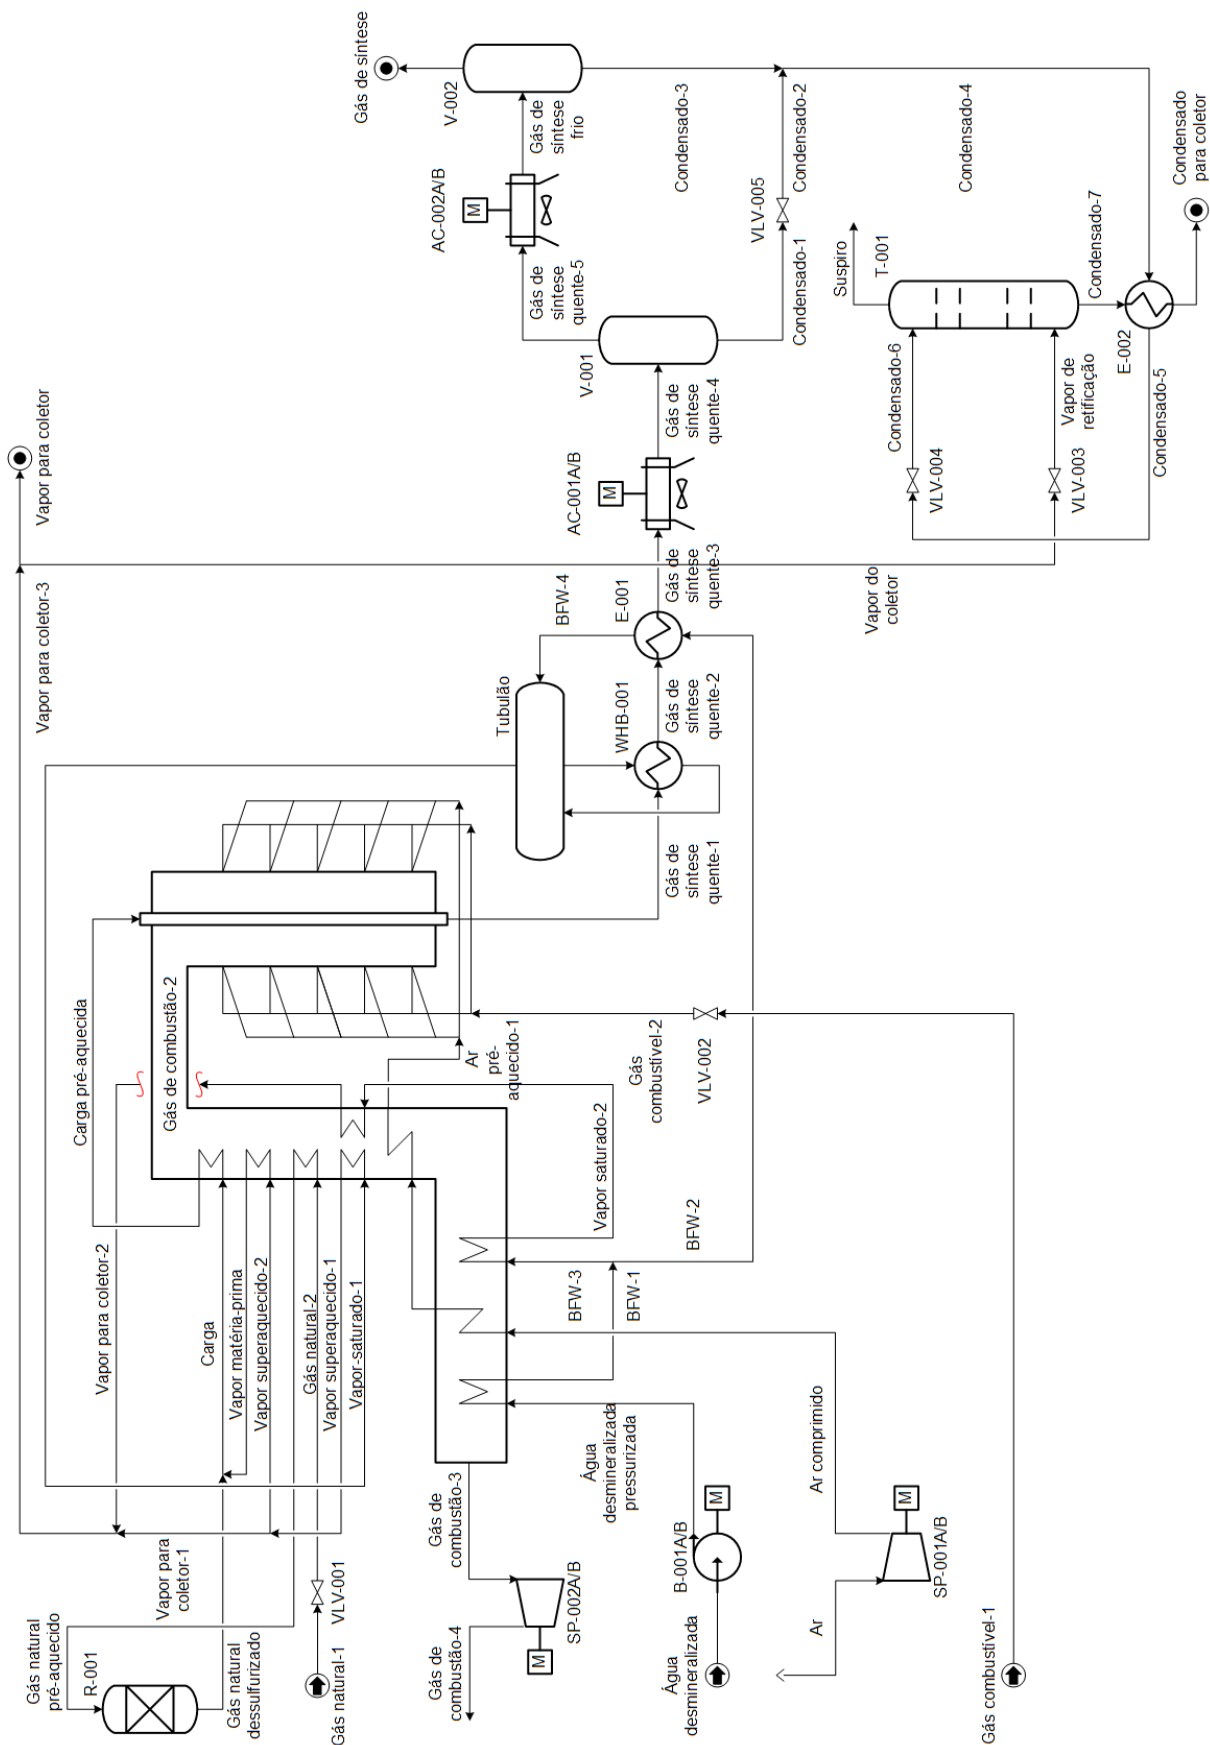 Gás de síntese
V-002
Gás de
síntese
frio
AC-002A/B
M
Gás de
síntese
quente-5
Condensado-3
Condensado-2
VLV-005
Condensado-1
Condensado-4
Condensado
para coletor
Suspiro
T-001
Condensado-7
E-002
Condensado-6
Vapor de
retificação
Condensado-5
VLV-004
VLV-003
V-001
Gás de
síntese
quente-4
AC-001A/B
M
Gás de
síntese
quente-3
E-001
BFW-4
Vapor do
coletor
Vapor para coletor
Vapor para coletor-3
Tubulão
WHB-001
Gás de
síntese
quente-2
Gás de
síntese
quente-1
Carga pré-aquecida
Gás de combustão-2
Ar
pré-
aquecido-1
Gás
combustível-2
VLV-002
Vapor saturado-2
BFW-2
BFW-3
BFW-1
Vapor para coletor-2
Carga
Vapor matéria-prima
Vapor superaquecido-2
Gás natural-2
Vapor superaquecido-1
Vapor-saturado-1
Vapor para
coletor-1
VLV-001
Gás de
combustão-3
Água
desmineralizada
pressurizada
Ar comprimido
M
B-001A/B
M
SP-001A/B
SP-002A/B
M
Gás natural
pré-aquecido
R-001
Gás natural
dessulfurizado
Gás natural-1
Gás de
combustão-4
Água
desmineralizada
Ar
Gás combustível-1